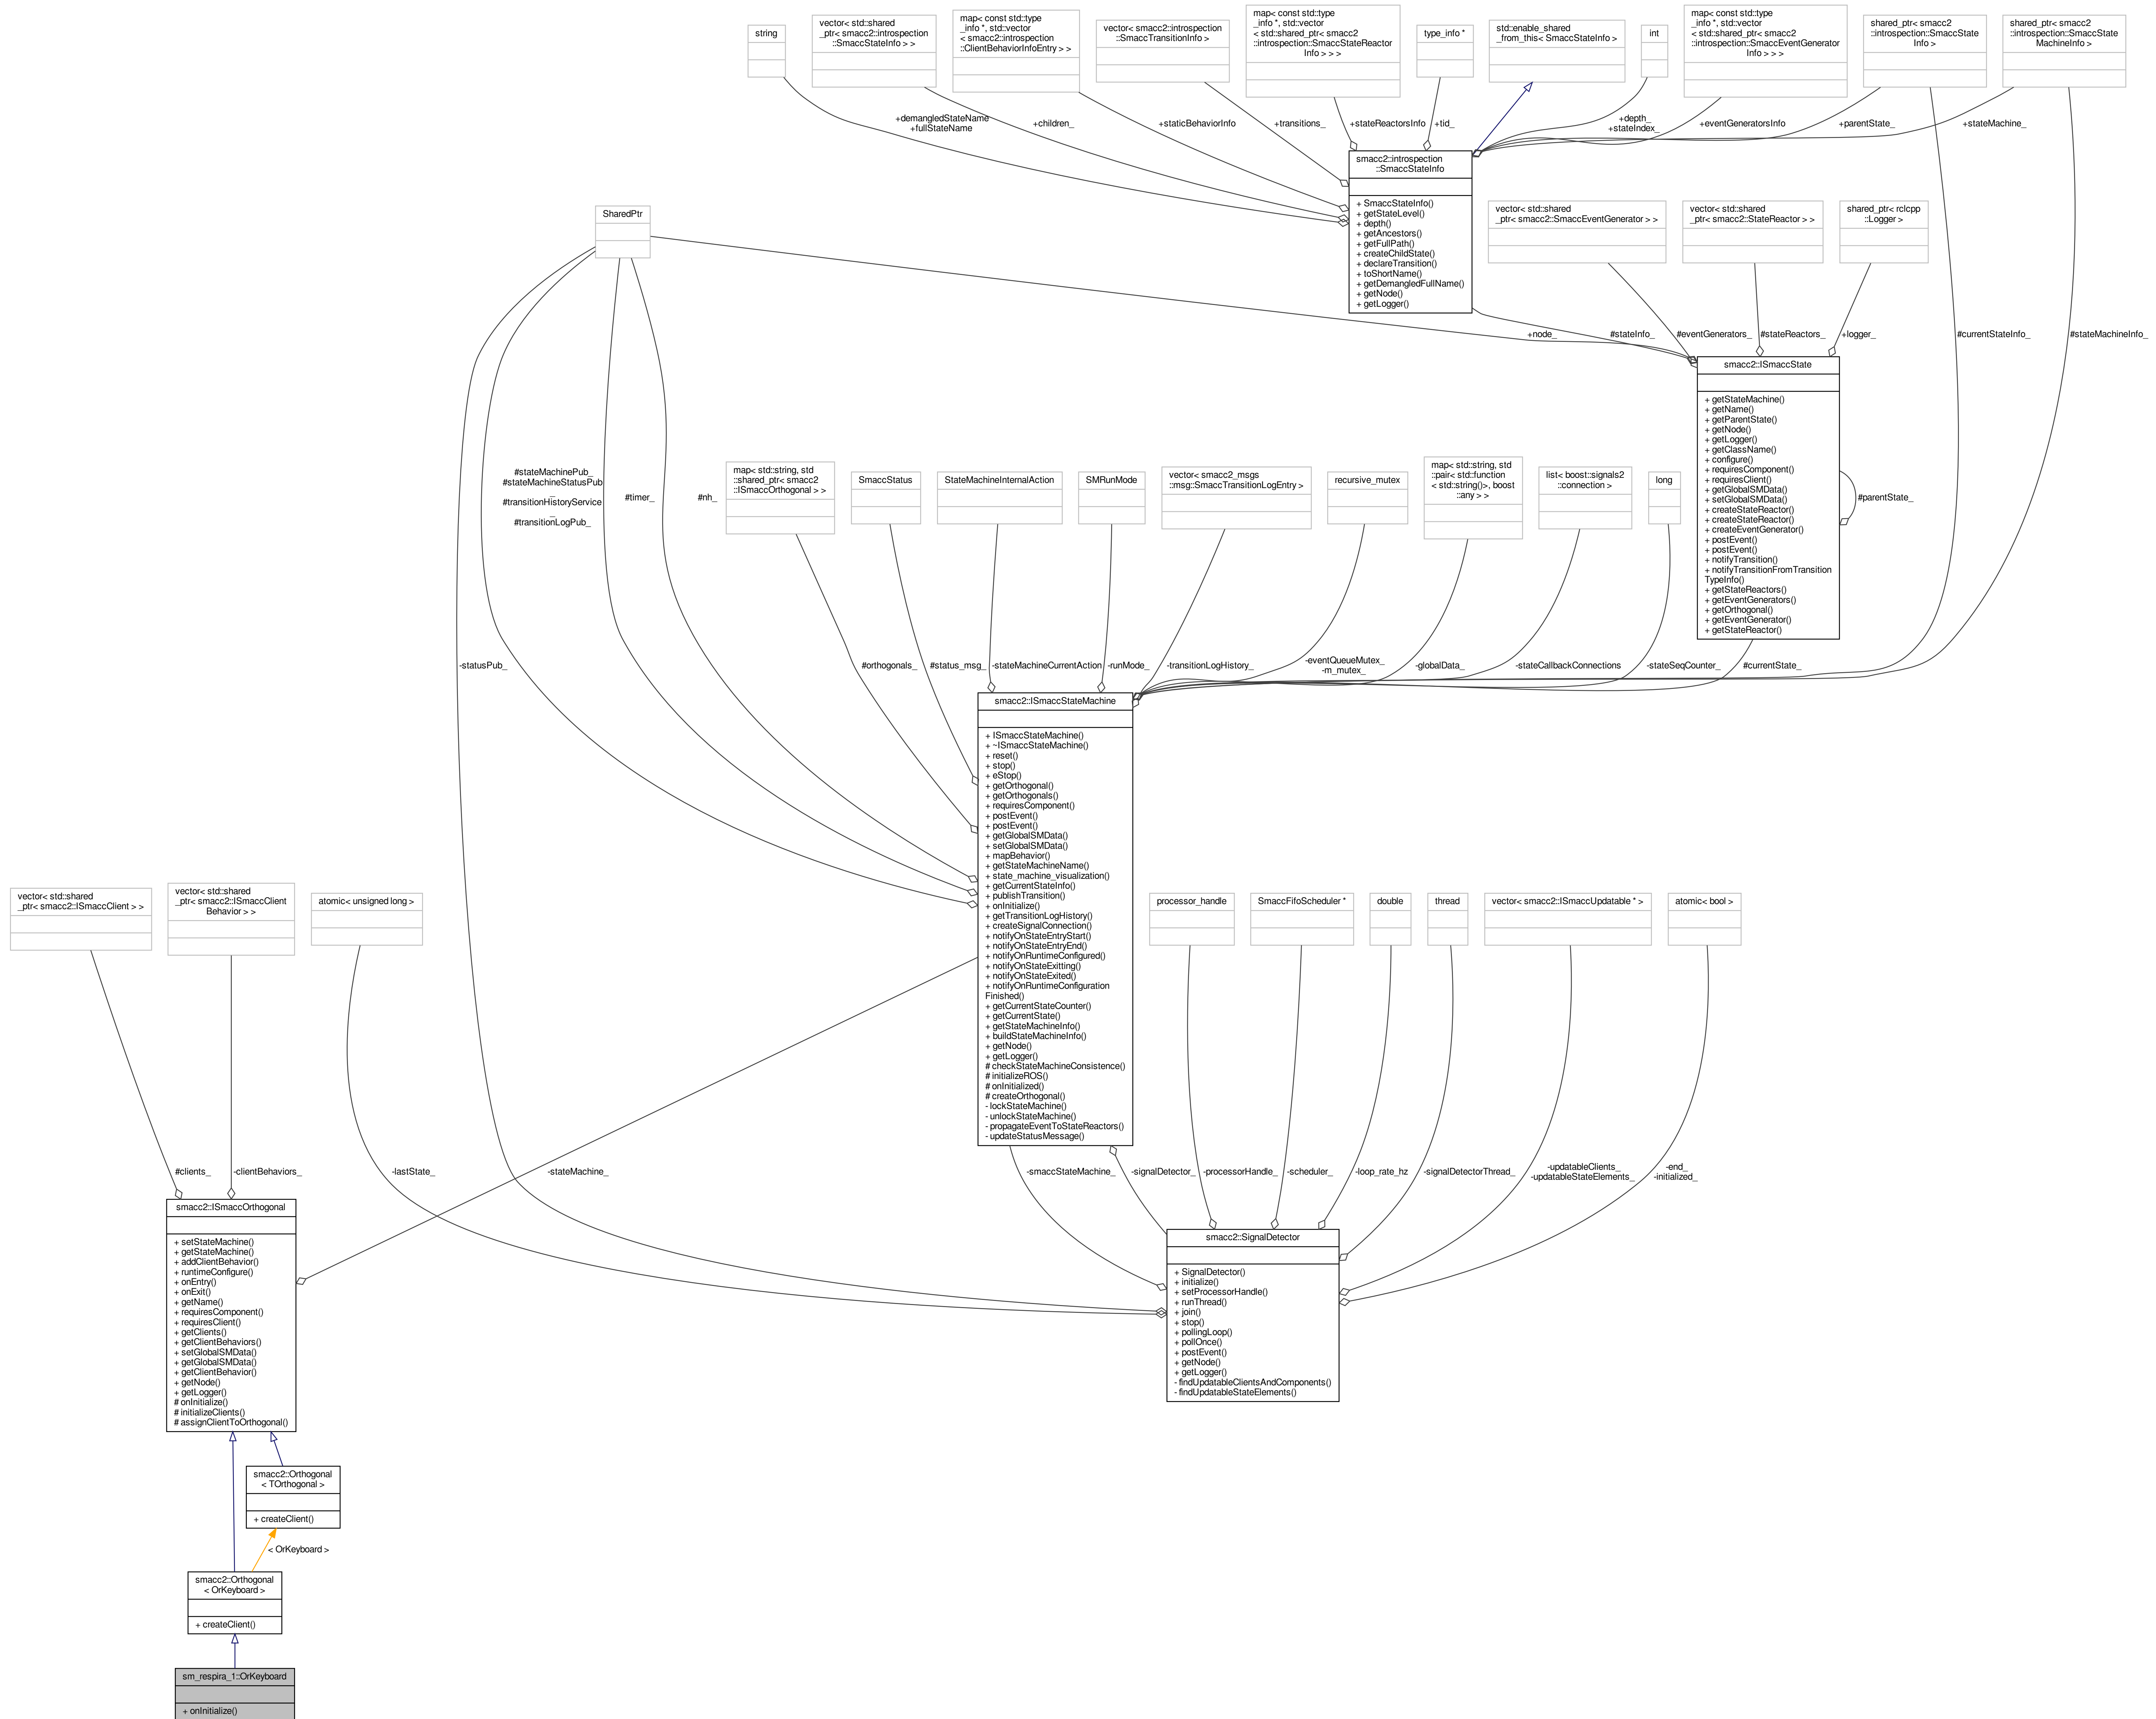 string
vector< std::shared
_ptr< smacc2::introspection
::SmaccStateInfo > >
map< const std::type
_info *, std::vector
< smacc2::introspection
::ClientBehaviorInfoEntry > >
vector< smacc2::introspection
::SmaccTransitionInfo >
map< const std::type
_info *, std::vector
< std::shared_ptr< smacc2
::introspection::SmaccStateReactor
Info > > >
type_info *
std::enable_shared
_from_this< SmaccStateInfo >
int
map< const std::type
_info *, std::vector
< std::shared_ptr< smacc2
::introspection::SmaccEventGenerator
Info > > >
shared_ptr< smacc2
::introspection::SmaccState
Info >
shared_ptr< smacc2
::introspection::SmaccState
MachineInfo >
+demangledStateName
+fullStateName
+children_
+staticBehaviorInfo
+transitions_
+stateReactorsInfo
+tid_
+depth_
+stateIndex_
+eventGeneratorsInfo
+parentState_
+stateMachine_
smacc2::introspection
::SmaccStateInfo
+ SmaccStateInfo()
+ getStateLevel()
+ depth()
+ getAncestors()
+ getFullPath()
+ createChildState()
+ declareTransition()
+ toShortName()
+ getDemangledFullName()
+ getNode()
+ getLogger()
SharedPtr
vector< std::shared
_ptr< smacc2::SmaccEventGenerator > >
vector< std::shared
_ptr< smacc2::StateReactor > >
shared_ptr< rclcpp
::Logger >
+node_
#stateInfo_
#eventGenerators_
#stateReactors_
+logger_
#currentStateInfo_
#stateMachineInfo_
smacc2::ISmaccState
+ getStateMachine()
+ getName()
+ getParentState()
+ getNode()
+ getLogger()
+ getClassName()
+ configure()
+ requiresComponent()
+ requiresClient()
+ getGlobalSMData()
+ setGlobalSMData()
+ createStateReactor()
+ createStateReactor()
+ createEventGenerator()
+ postEvent()
+ postEvent()
+ notifyTransition()
+ notifyTransitionFromTransition
TypeInfo()
+ getStateReactors()
+ getEventGenerators()
+ getOrthogonal()
+ getEventGenerator()
+ getStateReactor()
#parentState_
#stateMachinePub_
#stateMachineStatusPub
_
#transitionHistoryService
_
#transitionLogPub_
#timer_
#nh_
map< std::string, std
::shared_ptr< smacc2
::ISmaccOrthogonal > >
SmaccStatus
StateMachineInternalAction
SMRunMode
vector< smacc2_msgs
::msg::SmaccTransitionLogEntry >
recursive_mutex
map< std::string, std
::pair< std::function
< std::string()>, boost
::any > >
list< boost::signals2
::connection >
long
-statusPub_
#orthogonals_
#status_msg_
-stateMachineCurrentAction
-runMode_
-transitionLogHistory_
-eventQueueMutex_
-m_mutex_
-globalData_
-stateCallbackConnections
-stateSeqCounter_
#currentState_
smacc2::ISmaccStateMachine
+ ISmaccStateMachine()
+ ~ISmaccStateMachine()
+ reset()
+ stop()
+ eStop()
+ getOrthogonal()
+ getOrthogonals()
+ requiresComponent()
+ postEvent()
+ postEvent()
+ getGlobalSMData()
+ setGlobalSMData()
+ mapBehavior()
+ getStateMachineName()
+ state_machine_visualization()
+ getCurrentStateInfo()
+ publishTransition()
+ onInitialize()
+ getTransitionLogHistory()
+ createSignalConnection()
+ notifyOnStateEntryStart()
+ notifyOnStateEntryEnd()
+ notifyOnRuntimeConfigured()
+ notifyOnStateExitting()
+ notifyOnStateExited()
+ notifyOnRuntimeConfiguration
Finished()
+ getCurrentStateCounter()
+ getCurrentState()
+ getStateMachineInfo()
+ buildStateMachineInfo()
+ getNode()
+ getLogger()
# checkStateMachineConsistence()
# initializeROS()
# onInitialized()
# createOrthogonal()
- lockStateMachine()
- unlockStateMachine()
- propagateEventToStateReactors()
- updateStatusMessage()
vector< std::shared
_ptr< smacc2::ISmaccClient > >
vector< std::shared
_ptr< smacc2::ISmaccClient
Behavior > >
atomic< unsigned long >
processor_handle
SmaccFifoScheduler *
double
thread
vector< smacc2::ISmaccUpdatable * >
atomic< bool >
#clients_
-clientBehaviors_
-lastState_
-stateMachine_
-smaccStateMachine_
-signalDetector_
-processorHandle_
-scheduler_
-loop_rate_hz
-signalDetectorThread_
-updatableClients_
-updatableStateElements_
-end_
-initialized_
smacc2::ISmaccOrthogonal
+ setStateMachine()
+ getStateMachine()
+ addClientBehavior()
+ runtimeConfigure()
+ onEntry()
+ onExit()
+ getName()
+ requiresComponent()
+ requiresClient()
+ getClients()
+ getClientBehaviors()
+ setGlobalSMData()
+ getGlobalSMData()
+ getClientBehavior()
+ getNode()
+ getLogger()
# onInitialize()
# initializeClients()
# assignClientToOrthogonal()
smacc2::SignalDetector
+ SignalDetector()
+ initialize()
+ setProcessorHandle()
+ runThread()
+ join()
+ stop()
+ pollingLoop()
+ pollOnce()
+ postEvent()
+ getNode()
+ getLogger()
- findUpdatableClientsAndComponents()
- findUpdatableStateElements()
smacc2::Orthogonal
< TOrthogonal >
+ createClient()
< OrKeyboard >
smacc2::Orthogonal
< OrKeyboard >
+ createClient()
sm_respira_1::OrKeyboard
+ onInitialize()